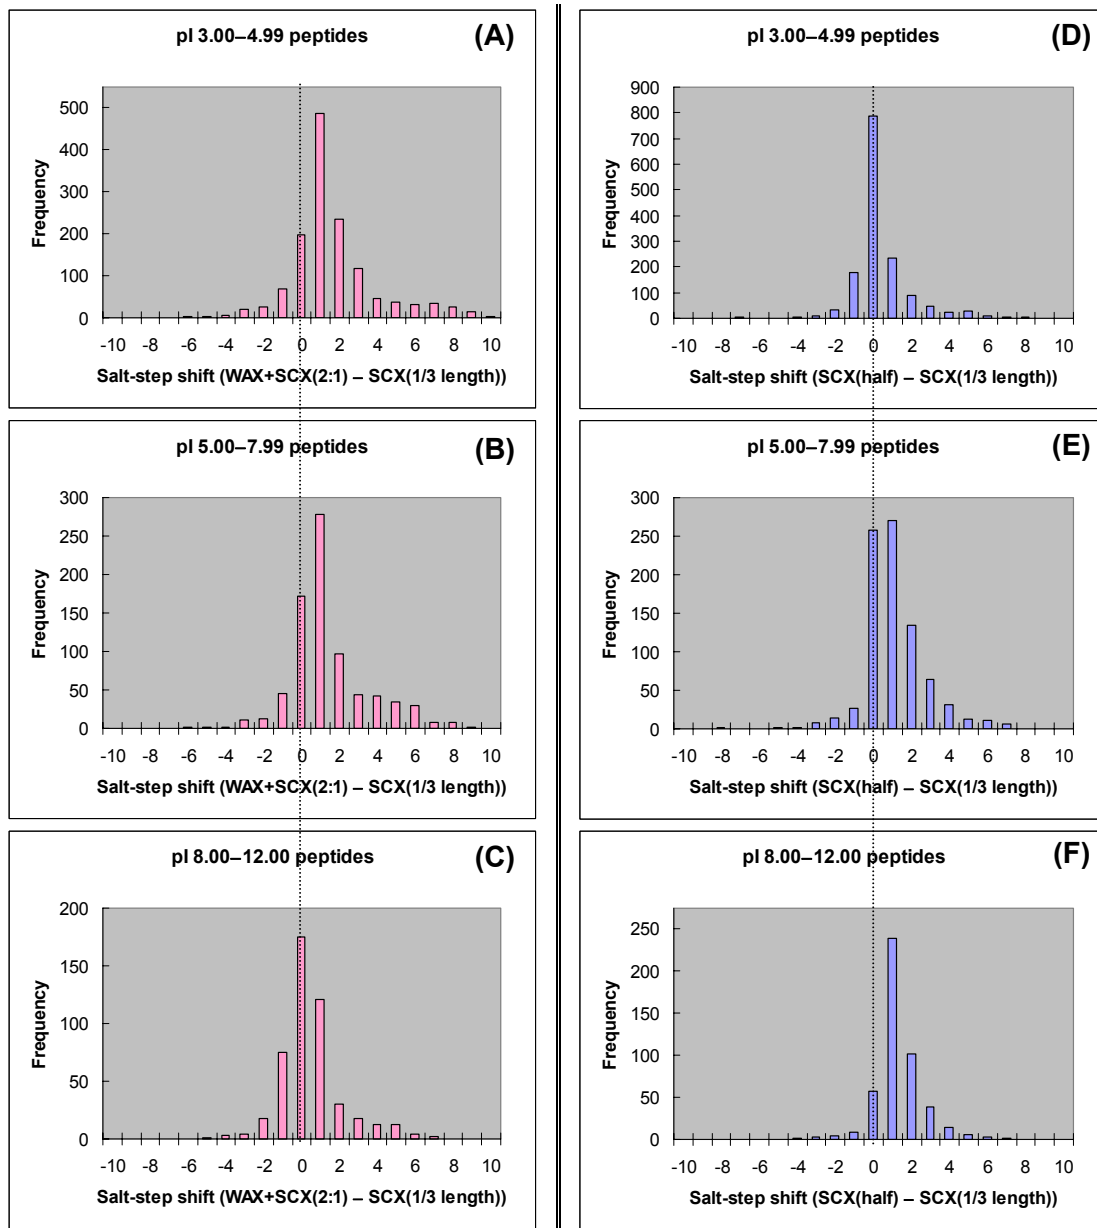 pI 3.00–4.99 peptides
(A)
Frequency
500
400
300
200
100
0
-10 -8 -6 -4 -2 0 2 4 6 8 10
Salt-step shift (WAX+SCX(2:1) – SCX(1/3 length))
pI 5.00–7.99 peptides
(B)
Frequency
300
250
200
150
100
50
0
-10 -8 -6 -4 -2 0 2 4 6 8 10
Salt-step shift (WAX+SCX(2:1) – SCX(1/3 length))
pI 8.00–12.00 peptides
(C)
Frequency
200
150
100
50
0
-10 -8 -6 -4 -2 0 2 4 6 8 10
Salt-step shift (WAX+SCX(2:1) – SCX(1/3 length))
pI 3.00–4.99 peptides
(D)
Frequency
900
800
700
600
500
400
300
200
100
0
-10 -8 -6 -4 -2 0 2 4 6 8 10
Salt-step shift (SCX(half) – SCX(1/3 length))
pI 5.00–7.99 peptides
(E)
Frequency
300
250
200
150
100
50
0
-10 -8 -6 -4 -2 0 2 4 6 8 10
Salt-step shift (SCX(half) – SCX(1/3 length))
pI 8.00–12.00 peptides
(F)
Frequency
250
200
150
100
50
0
-10 -8 -6 -4 -2 0 2 4 6 8 10
Salt-step shift (SCX(half) – SCX(1/3 length))